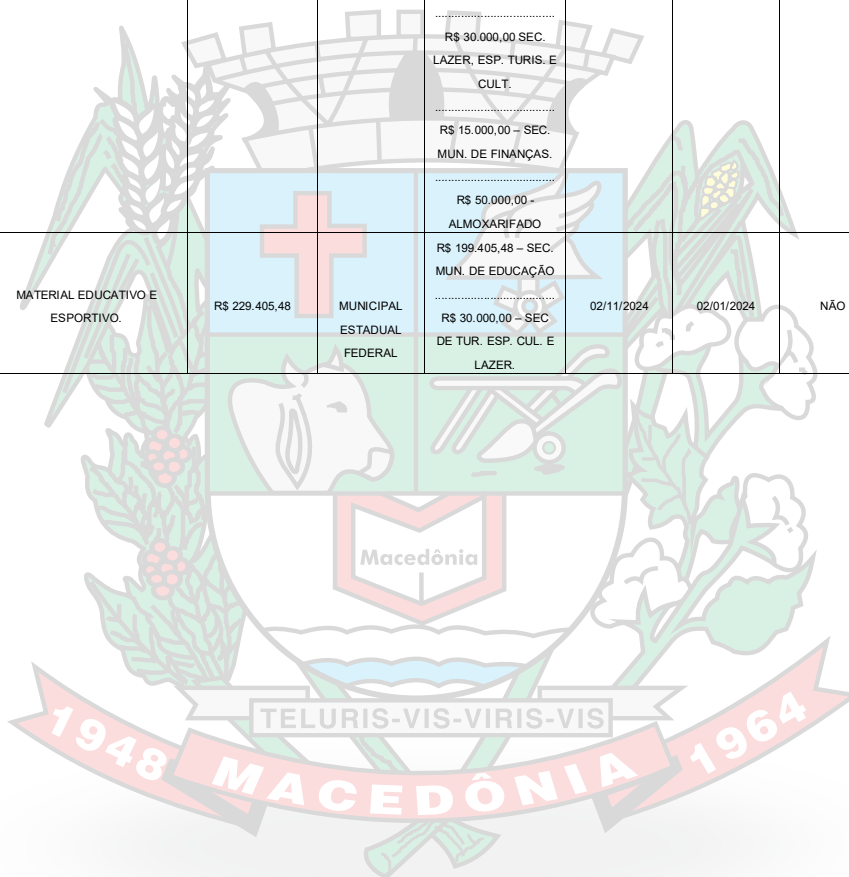 ....................................
R$ 30.000,00 SEC.
LAZER, ESP. TURIS. E
CULT.
....................................
R$ 15.000,00 – SEC.
MUN. DE FINANÇAS.
....................................
R$ 50.000,00 -
ALMOXARIFADO
MATERIAL EDUCATIVO E
ESPORTIVO.
R$ 229.405,48
MUNICIPAL
ESTADUAL
FEDERAL
R$ 199.405,48 – SEC.
MUN. DE EDUCAÇÃO
....................................
R$ 30.000,00 – SEC
DE TUR. ESP. CUL. E
LAZER.
02/11/2024
02/01/2024
NÃO
Macedônia
TELURIS-VIS-VIRIS-VIS
1948
MACEDÔNIA
1964